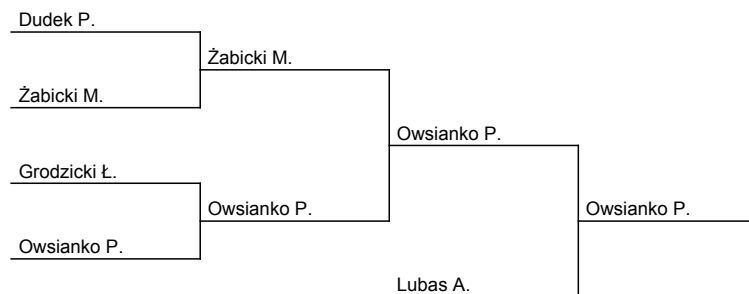 Dudek P.
Żabicki M.
Żabicki M.
Owsianko P.
Grodzicki Ł.
Owsianko P.
Owsianko P.
Owsianko P.
Lubas A.